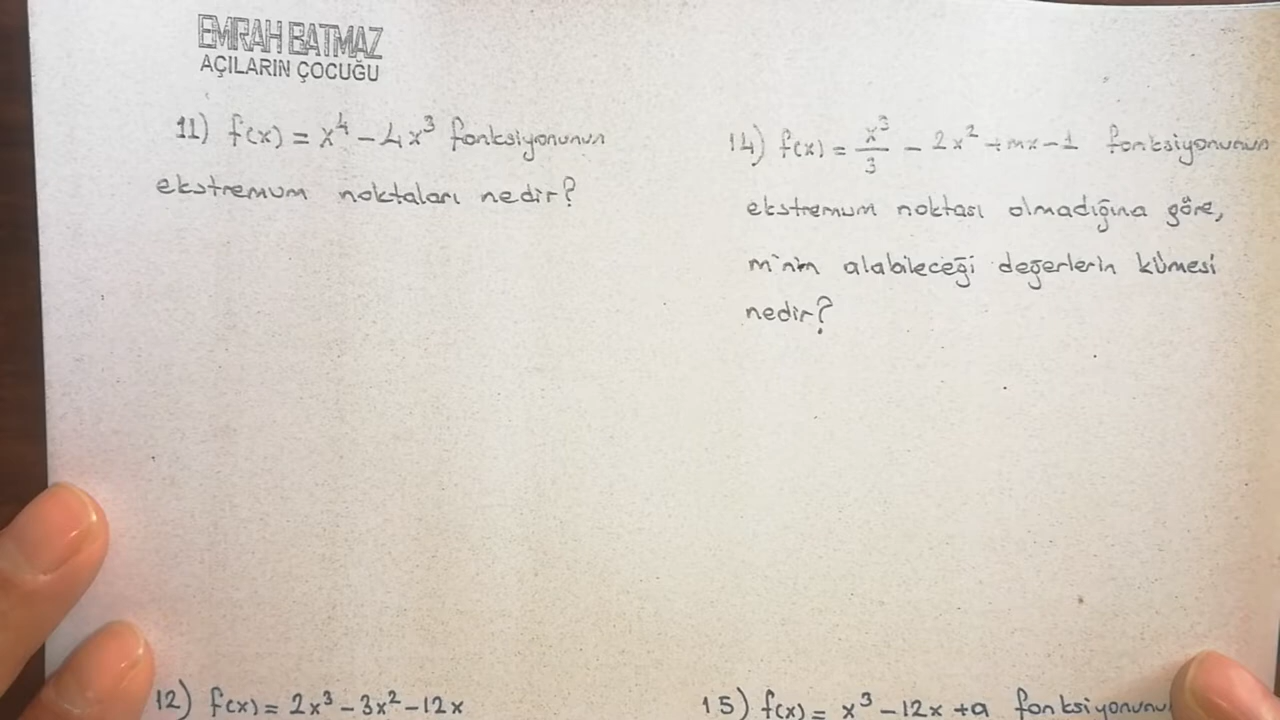 EMRAH BATMAZ
AÇILARIN ÇOCUĞU
11) f(x) = x⁴ - 4x³ fonksiyonunun
ekstremum noktaları nedir?
14) f(x) = x³/3 - 2x² + mx - 1 fonksiyonunun
ekstremum noktası olmadığına göre,
m'nin alabileceği değerlerin kümesi
nedir?
12) f(x) = 2x³ - 3x² - 12x
15) f(x) = x³ - 12x + a fonksiyonunu